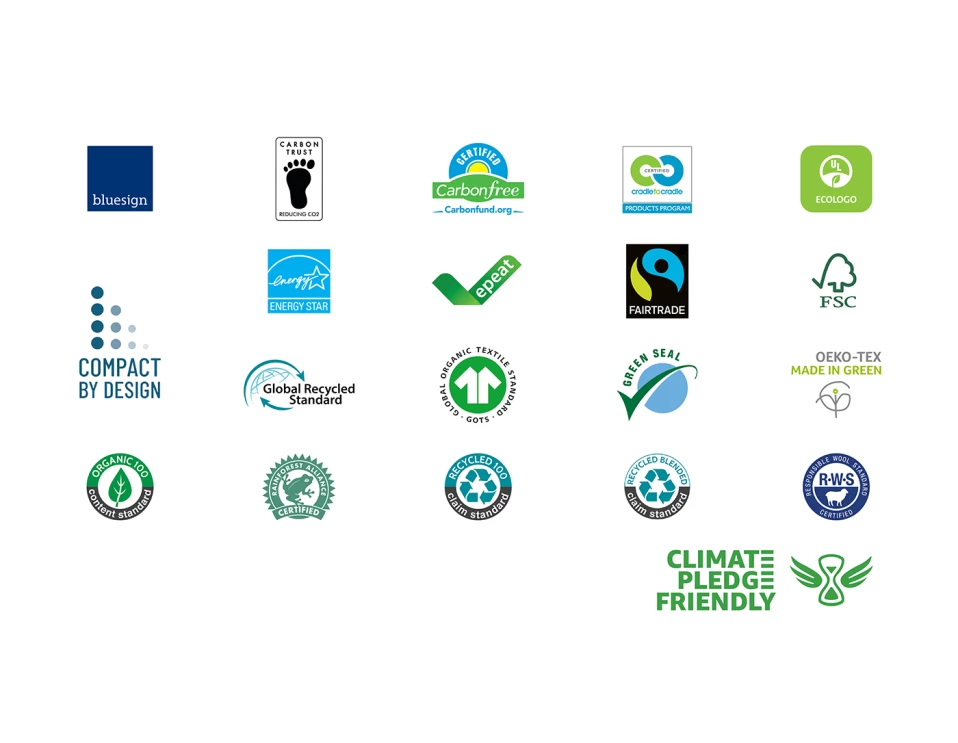 bluesign
CARBON
TRUST
REDUCING CO2
CERTIFIED
Carbonfree
Carbonfund.org
CERTIFIED
cradletocradle
PRODUCTS PROGRAM
UL
ECOLOGO
COMPACT
BY DESIGN
energy
ENERGY STAR
epeat
FAIRTRADE
FSC
Global Recycled
Standard
GLOBAL ORGANIC TEXTILE STANDARD
· GOTS ·
GREEN SEAL
OEKO-TEX
MADE IN GREEN
ORGANIC 100
content standard
RAINFOREST ALLIANCE
CERTIFIED
RECYCLED 100
claim standard
RECYCLED BLENDED
claim standard
RESPONSIBLE WOOL STANDARD
R·W·S
CERTIFIED
CLIMATE
PLEDGE
FRIENDLY